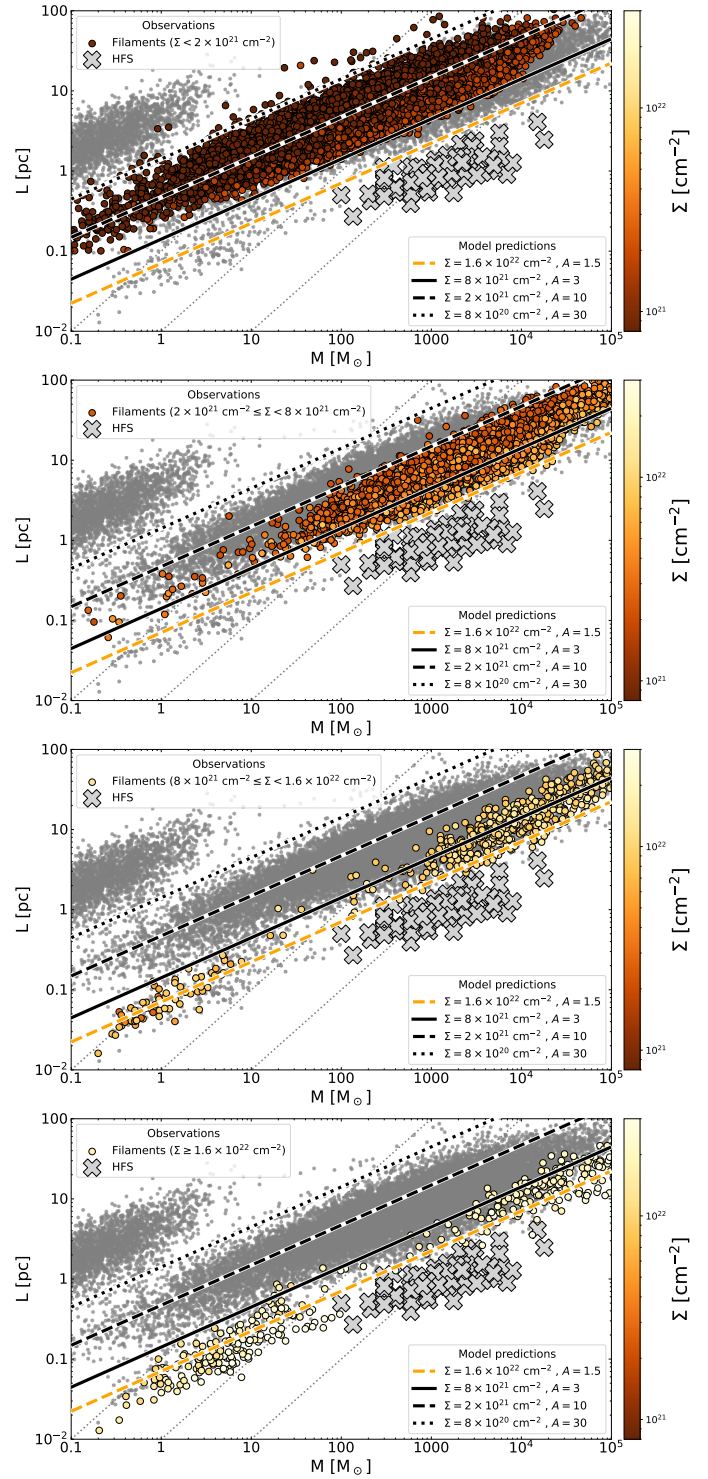 100
10
1
0.1
10⁻²
L [pc]
Observations
Filaments (Σ < 2 × 10²¹ cm⁻²)
HFS
Model predictions
Σ = 1.6 × 10²² cm⁻² , A = 1.5
Σ = 8 × 10²¹ cm⁻² , A = 3
Σ = 2 × 10²¹ cm⁻² , A = 10
Σ = 8 × 10²⁰ cm⁻² , A = 30
0.1 1 10 100 1000 10⁴ 10⁵
M [M☉]
10²²
10²¹
Σ [cm⁻²]
100
10
1
0.1
10⁻²
L [pc]
Observations
Filaments (2 × 10²¹ cm⁻² ≤ Σ < 8 × 10²¹ cm⁻²)
HFS
Model predictions
Σ = 1.6 × 10²² cm⁻² , A = 1.5
Σ = 8 × 10²¹ cm⁻² , A = 3
Σ = 2 × 10²¹ cm⁻² , A = 10
Σ = 8 × 10²⁰ cm⁻² , A = 30
0.1 1 10 100 1000 10⁴ 10⁵
M [M☉]
10²²
10²¹
Σ [cm⁻²]
100
10
1
0.1
10⁻²
L [pc]
Observations
Filaments (8 × 10²¹ cm⁻² ≤ Σ < 1.6 × 10²² cm⁻²)
HFS
Model predictions
Σ = 1.6 × 10²² cm⁻² , A = 1.5
Σ = 8 × 10²¹ cm⁻² , A = 3
Σ = 2 × 10²¹ cm⁻² , A = 10
Σ = 8 × 10²⁰ cm⁻² , A = 30
0.1 1 10 100 1000 10⁴ 10⁵
M [M☉]
10²²
10²¹
Σ [cm⁻²]
100
10
1
0.1
10⁻²
L [pc]
Observations
Filaments (Σ ≥ 1.6 × 10²² cm⁻²)
HFS
Model predictions
Σ = 1.6 × 10²² cm⁻² , A = 1.5
Σ = 8 × 10²¹ cm⁻² , A = 3
Σ = 2 × 10²¹ cm⁻² , A = 10
Σ = 8 × 10²⁰ cm⁻² , A = 30
0.1 1 10 100 1000 10⁴ 10⁵
M [M☉]
10²²
10²¹
Σ [cm⁻²]